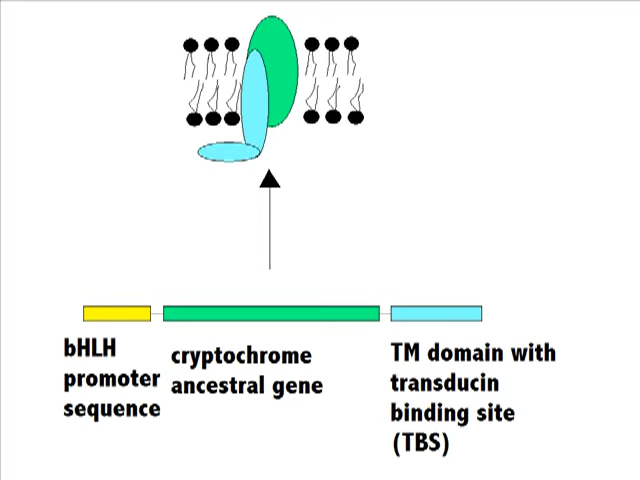 bHLH
promoter
sequence
cryptochrome
ancestral gene
TM domain with
transducin
binding site
(TBS)